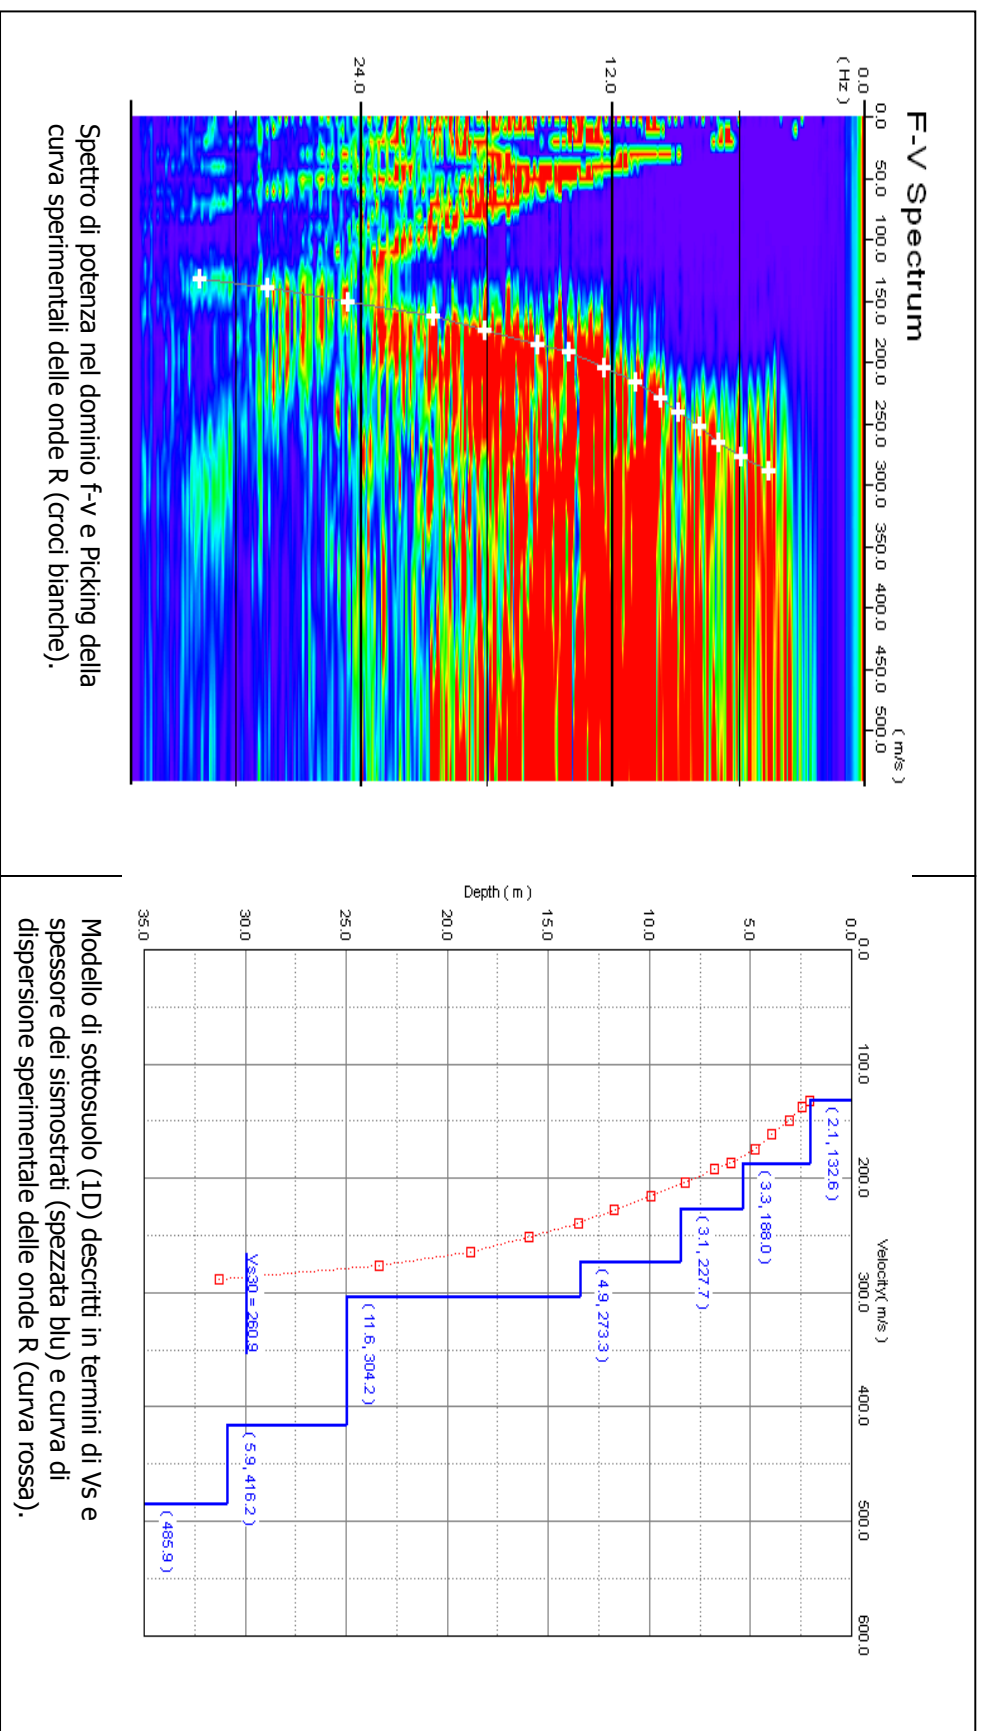 F-V Spectrum
0.0 50.0 100.0 150.0 200.0 250.0 300.0 350.0 400.0 450.0 500.0 ( m/s )
0.0
( Hz )
12.0
24.0
Spettro di potenza nel dominio f-v e Picking della
curva sperimentali delle onde R (croci bianche).
Velocity( m/s )
0.0 100.0 200.0 300.0 400.0 500.0 600.0
Depth ( m )
0.0
5.0
10.0
15.0
20.0
25.0
30.0
35.0
( 2.1, 132.6 )
( 3.3, 188.0 )
( 3.1, 227.7 )
( 4.9, 273.3 )
( 11.6, 304.2 )
( 5.9, 416.2 )
Vs30 = 260.9
( 485.9 )
Modello di sottosuolo (1D) descritti in termini di Vs e
spessore dei sismostrati (spezzata blu) e curva di
dispersione sperimentale delle onde R (curva rossa).